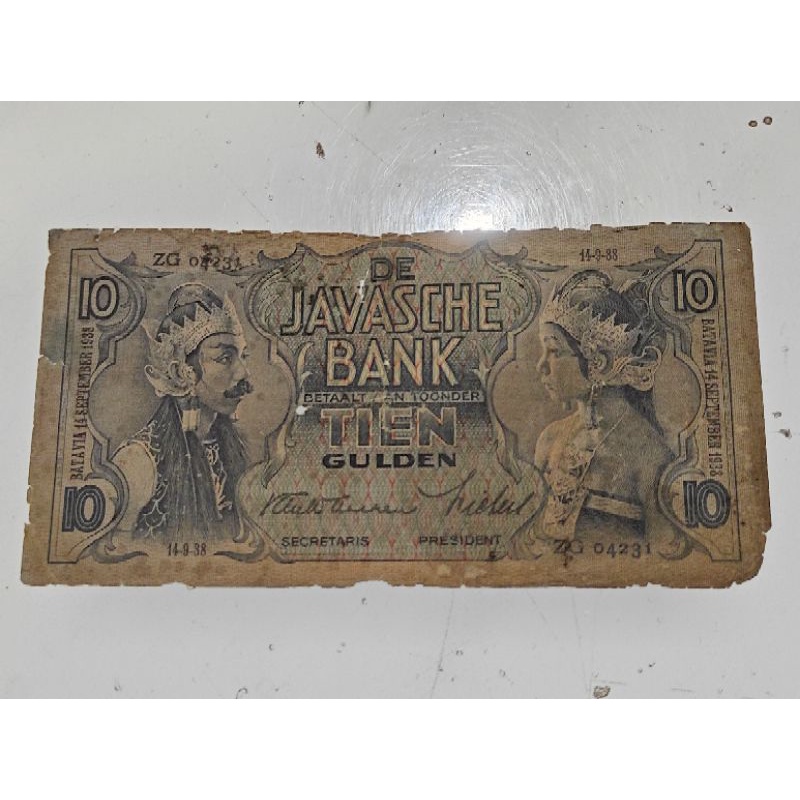 ZG 04231
14-9-38
10
DE
10
JAVASCHE
BANK
BETAALT AAN TOONDER
TIEN
GULDEN
BATAVIA 14 SEPTEMBER 1938
BATAVIA 14 SEPTEMBER 1938
10
10
SECRETARIS PRESIDENT
14-9-38
ZG 04231